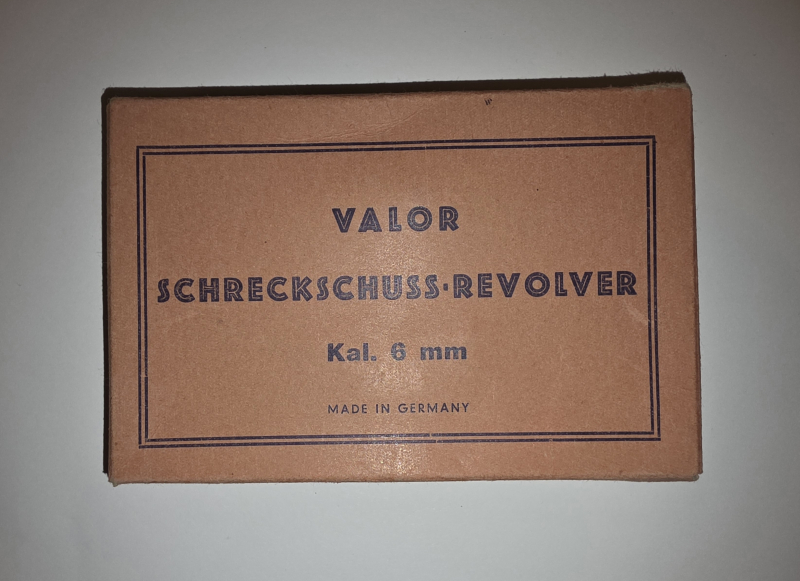 VALOR
SCHRECKSCHUSS·REVOLVER
Kal. 6 mm
MADE IN GERMANY